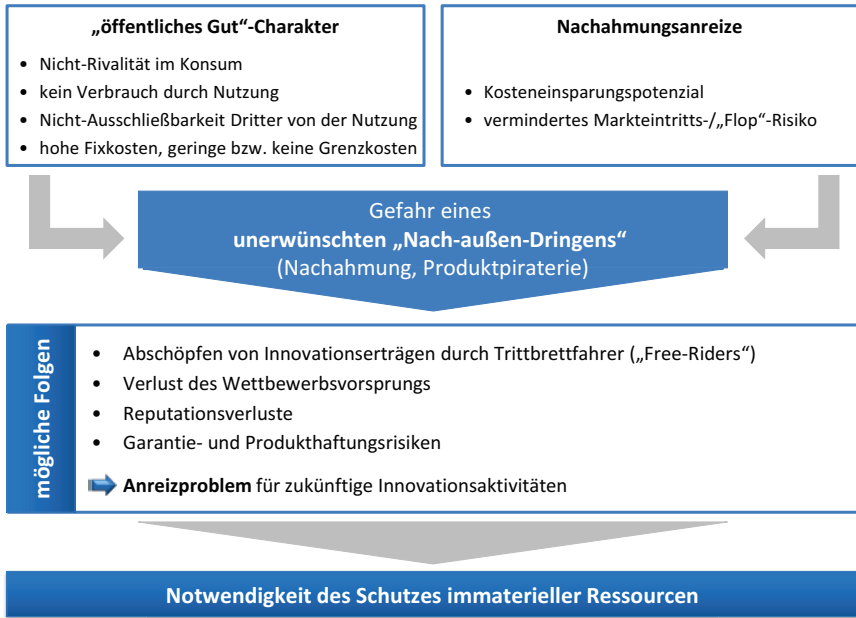 „öffentliches Gut“-Charakter
• Nicht-Rivalität im Konsum
• kein Verbrauch durch Nutzung
• Nicht-Ausschließbarkeit Dritter von der Nutzung
• hohe Fixkosten, geringe bzw. keine Grenzkosten
Nachahmungsanreize
• Kosteneinsparungspotenzial
• vermindertes Markteintritts-/„Flop“-Risiko
Gefahr eines
unerwünschten „Nach-außen-Dringens“
(Nachahmung, Produktpiraterie)
mögliche Folgen
• Abschöpfen von Innovationserträgen durch Trittbrettfahrer („Free-Riders“)
• Verlust des Wettbewerbsvorsprungs
• Reputationsverluste
• Garantie- und Produkthaftungsrisiken
Anreizproblem für zukünftige Innovationsaktivitäten
Notwendigkeit des Schutzes immaterieller Ressourcen